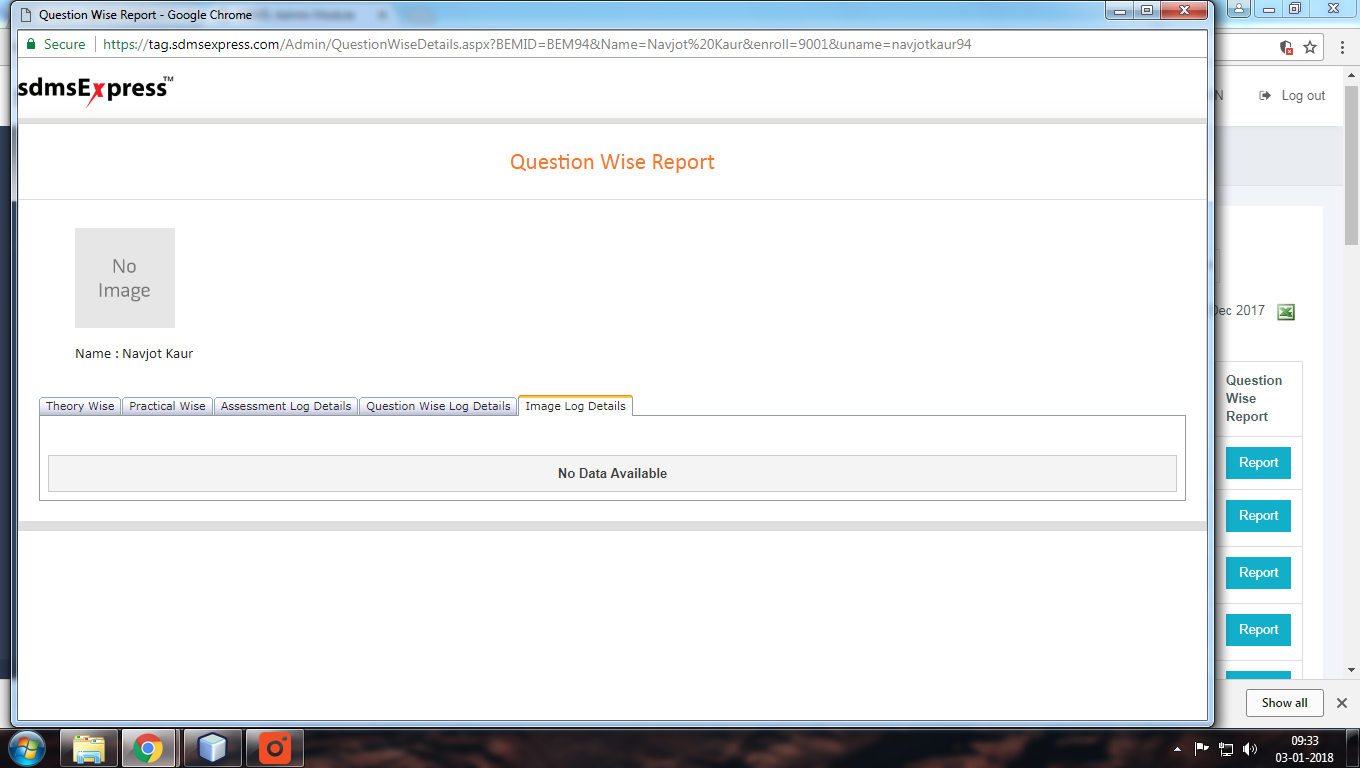 Question Wise Report - Google Chrome
Secure https://tag.sdmsexpress.com/Admin/QuestionWiseDetails.aspx?BEMID=BEM94&Name=Navjot%20Kaur&enroll=9001&uname=navjotkaur94
sdmsExpress™
N Log out
Question Wise Report
No
Image
Dec 2017
Name : Navjot Kaur
Theory Wise Practical Wise Assessment Log Details Question Wise Log Details Image Log Details
No Data Available
Question
Wise
Report
Report
Report
Report
Report
Show all
09:33
03-01-2018